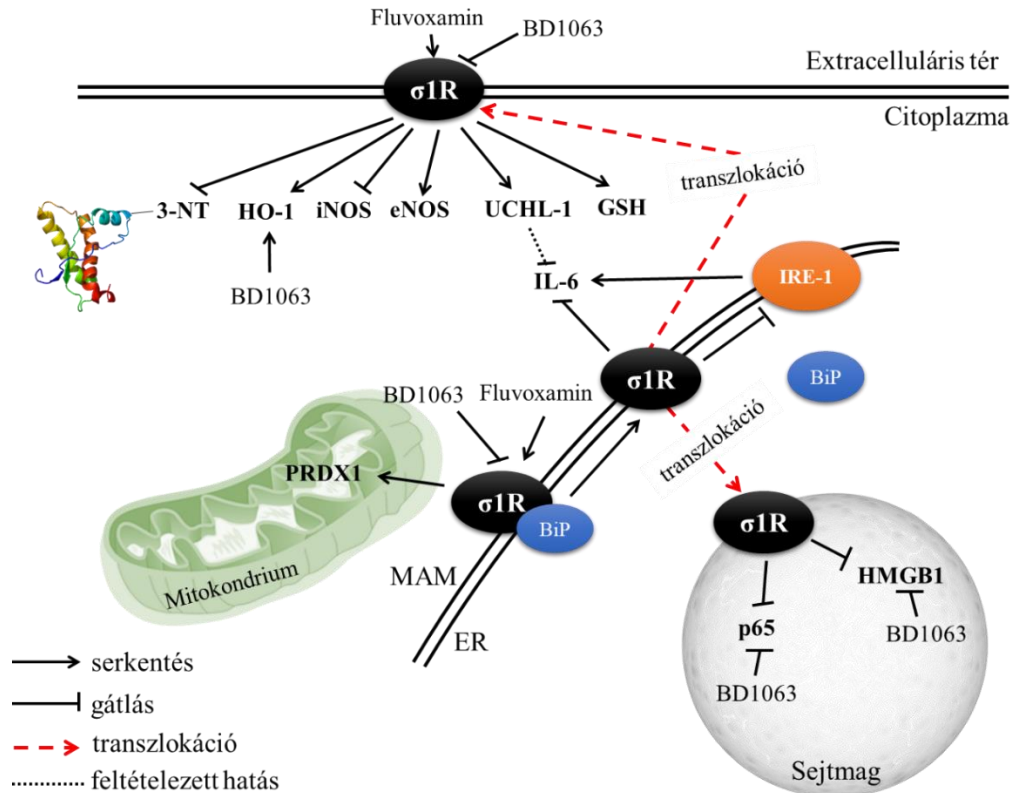 Fluvoxamin
BD1063
σ1R
Extracelluláris tér
Citoplazma
transzlokáció
3-NT
HO-1
iNOS
eNOS
UCHL-1
GSH
BD1063
IL-6
IRE-1
σ1R
BiP
BD1063
Fluvoxamin
transzlokáció
PRDX1
σ1R
BiP
σ1R
Mitokondrium
MAM
ER
HMGB1
p65
BD1063
BD1063
Sejtmag
serkentés
gátlás
transzlokáció
feltételezett hatás